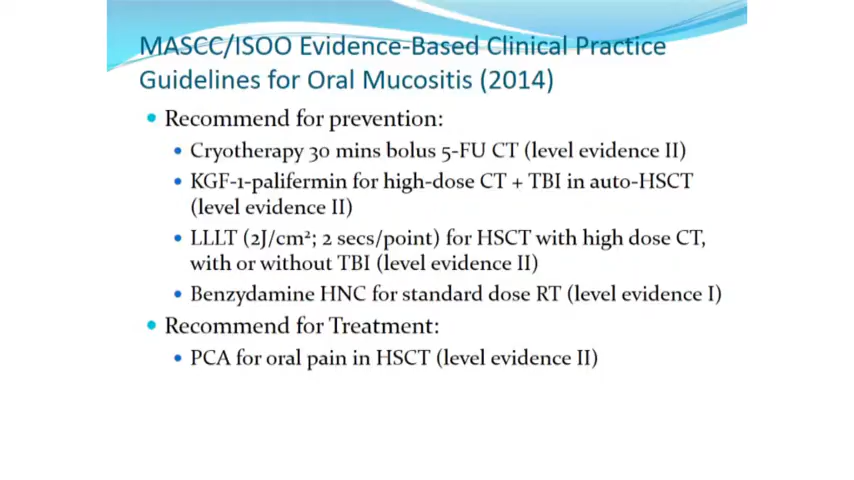 MASCC/ISOO Evidence-Based Clinical Practice
Guidelines for Oral Mucositis (2014)
• Recommend for prevention:
• Cryotherapy 30 mins bolus 5-FU CT (level evidence II)
• KGF-1-palifermin for high-dose CT + TBI in auto-HSCT
(level evidence II)
• LLLT (2J/cm²; 2 secs/point) for HSCT with high dose CT,
with or without TBI (level evidence II)
• Benzydamine HNC for standard dose RT (level evidence I)
• Recommend for Treatment:
• PCA for oral pain in HSCT (level evidence II)